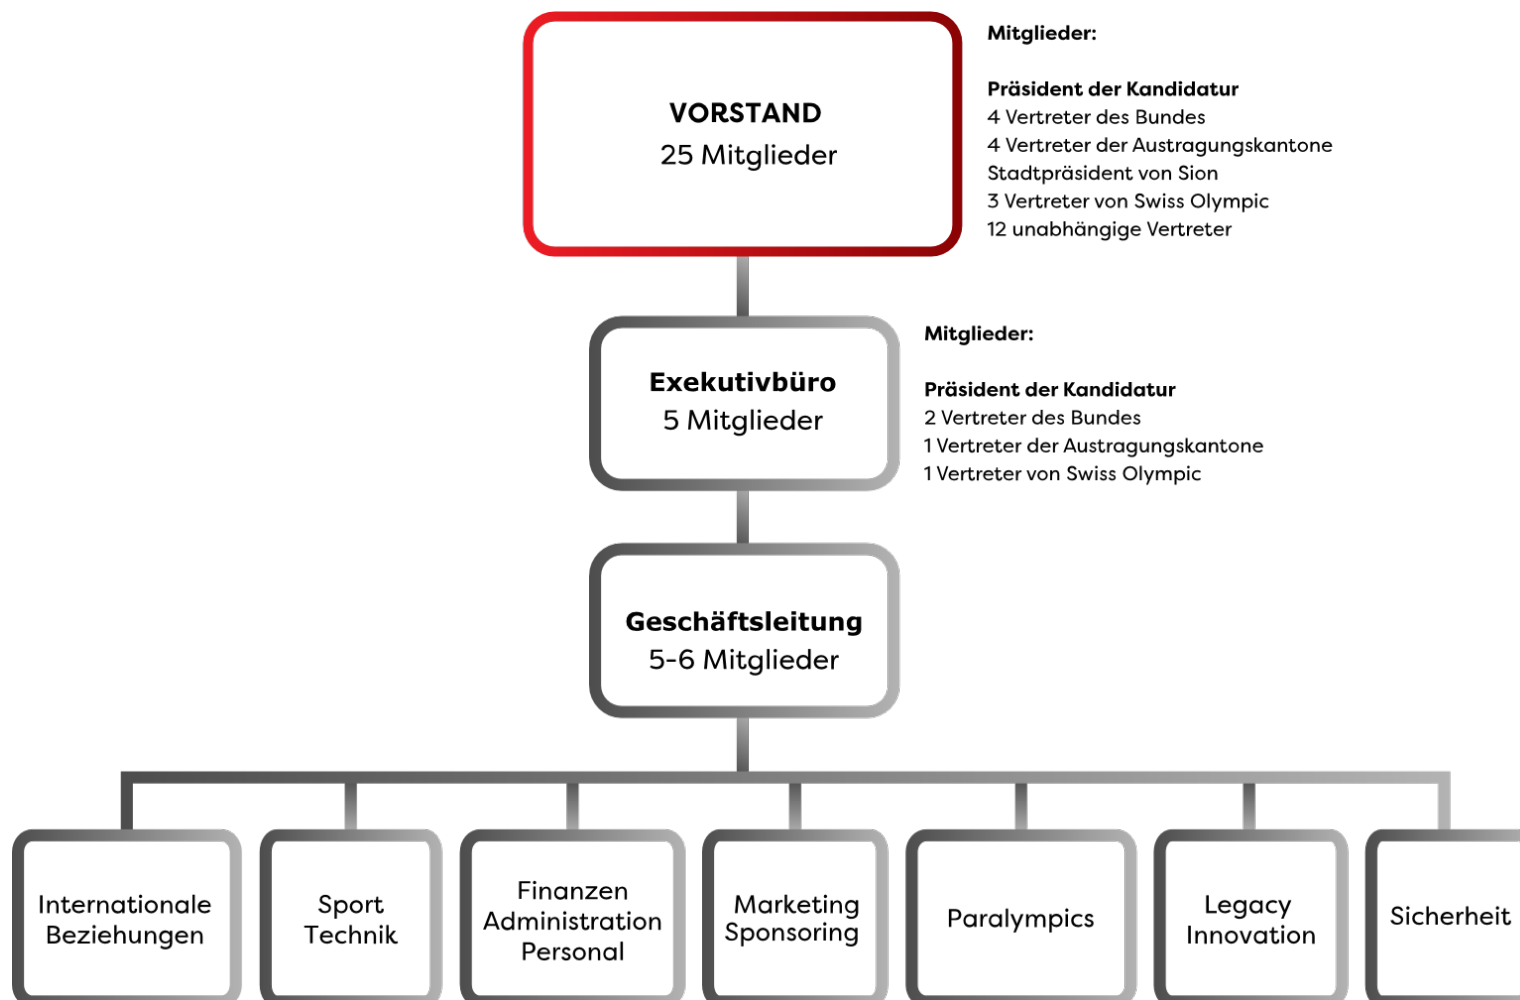 VORSTAND
25 Mitglieder
Mitglieder:
Präsident der Kandidatur
4 Vertreter des Bundes
4 Vertreter der Austragungskantone
Stadtpräsident von Sion
3 Vertreter von Swiss Olympic
12 unabhängige Vertreter
Exekutivbüro
5 Mitglieder
Mitglieder:
Präsident der Kandidatur
2 Vertreter des Bundes
1 Vertreter der Austragungskantone
1 Vertreter von Swiss Olympic
Geschäftsleitung
5-6 Mitglieder
Internationale
Beziehungen
Sport
Technik
Finanzen
Administration
Personal
Marketing
Sponsoring
Paralympics
Legacy
Innovation
Sicherheit